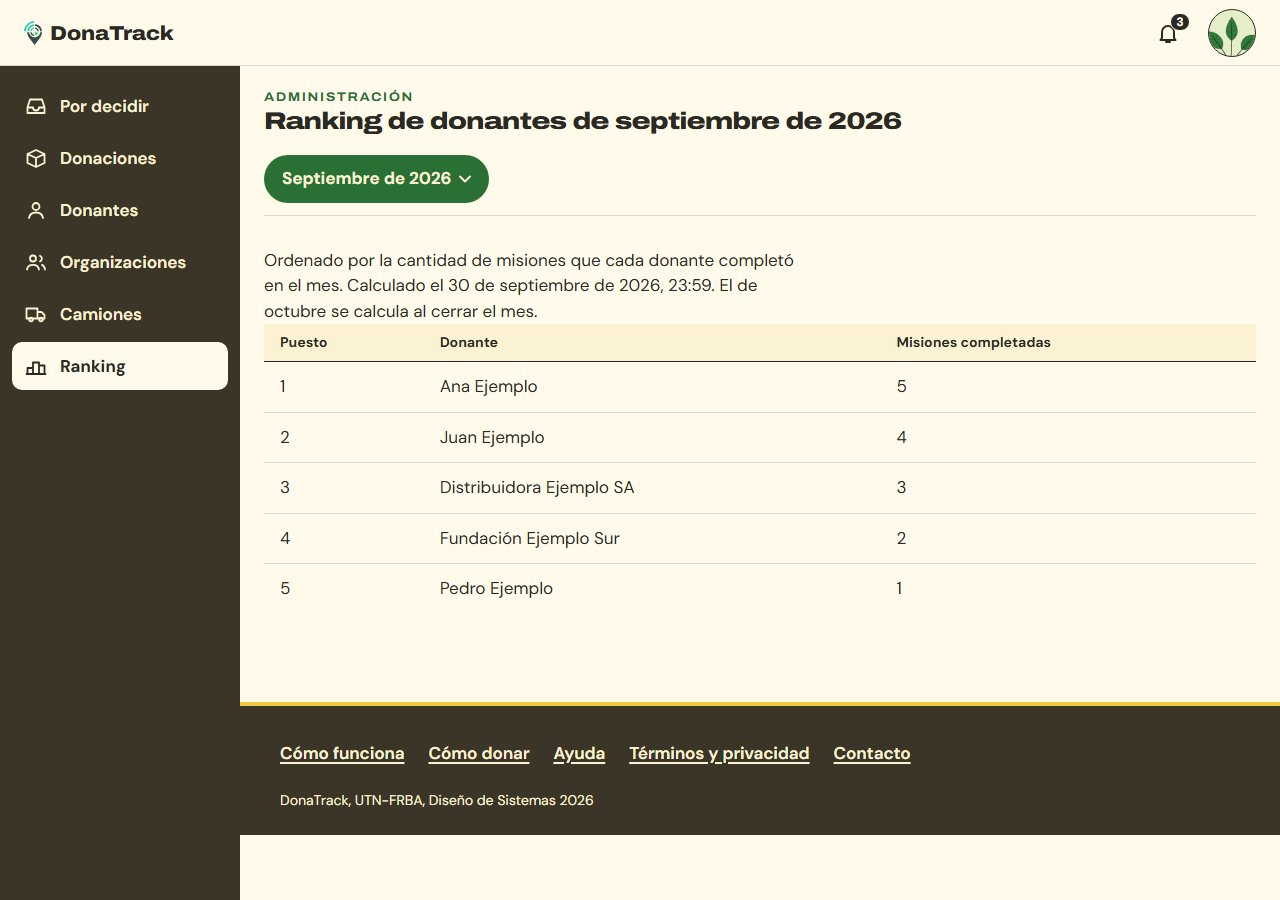 DonaTrack
3
Por decidir
Donaciones
Donantes
Organizaciones
Camiones
Ranking
ADMINISTRACIÓN
Ranking de donantes de septiembre de 2026
Septiembre de 2026
Ordenado por la cantidad de misiones que cada donante completó
en el mes. Calculado el 30 de septiembre de 2026, 23:59. El de
octubre se calcula al cerrar el mes.
Puesto Donante Misiones completadas
1 Ana Ejemplo 5
2 Juan Ejemplo 4
3 Distribuidora Ejemplo SA 3
4 Fundación Ejemplo Sur 2
5 Pedro Ejemplo 1
Cómo funciona Cómo donar Ayuda Términos y privacidad Contacto
DonaTrack, UTN-FRBA, Diseño de Sistemas 2026